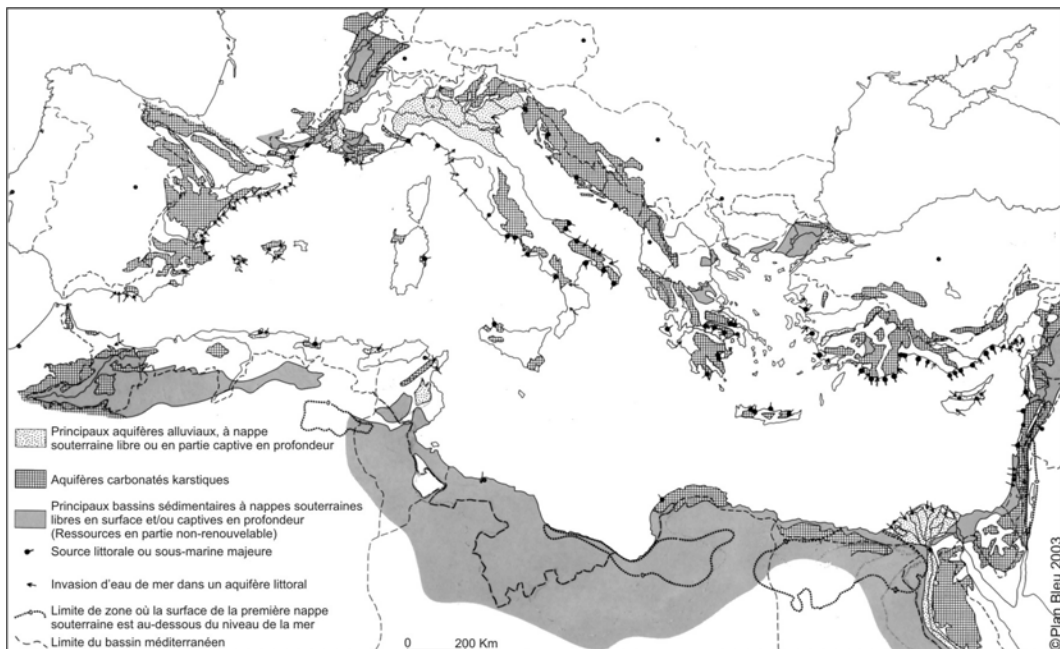 Principaux aquifères alluviaux, à nappe
souterraine libre ou en partie captive en profondeur
Aquifères carbonatés karstiques
Principaux bassins sédimentaires à nappes souterraines
libres en surface et/ou captives en profondeur
(Ressources en partie non-renouvelable)
Source littorale ou sous-marine majeure
Invasion d'eau de mer dans un aquifère littoral
Limite de zone où la surface de la première nappe
souterraine est au-dessous du niveau de la mer
Limite du bassin méditerranéen
0 200 Km
©Plan Bleu 2003